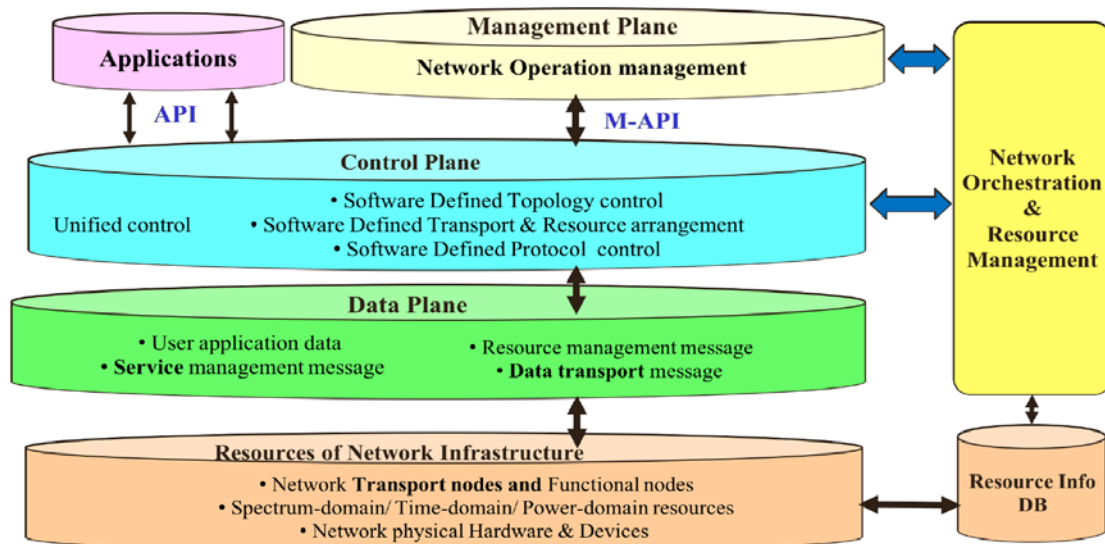 Applications
Management Plane
Network Operation management
API
M-API
Control Plane
Unified control
• Software Defined Topology control
• Software Defined Transport & Resource arrangement
• Software Defined Protocol control
Data Plane
• User application data
• Service management message
• Resource management message
• Data transport message
Resources of Network Infrastructure
• Network Transport nodes and Functional nodes
• Spectrum-domain/ Time-domain/ Power-domain resources
• Network physical Hardware & Devices
Network
Orchestration
&
Resource
Management
Resource Info
DB